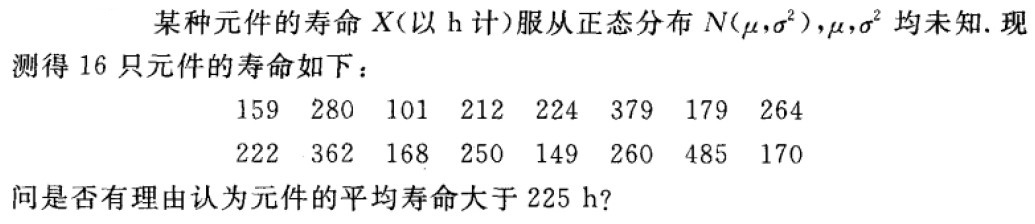 某种元件的寿命 X(以 h 计)服从正态分布 N(μ,σ²),μ,σ² 均未知.现
测得 16 只元件的寿命如下：
159 280 101 212 224 379 179 264
222 362 168 250 149 260 485 170
问是否有理由认为元件的平均寿命大于 225 h?